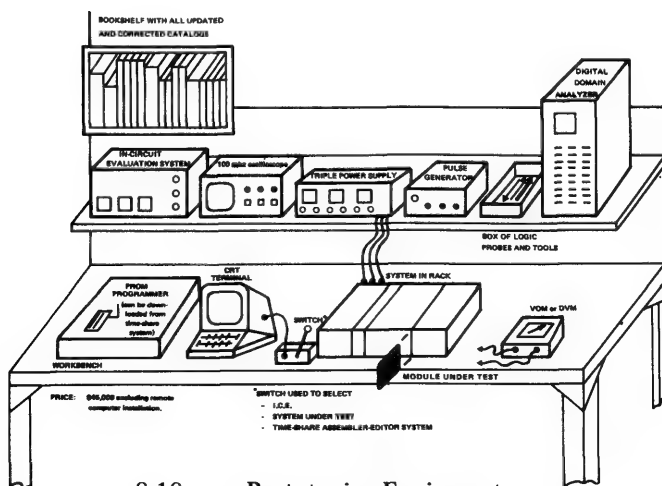 BOOKSHELF WITH ALL UPDATED
AND CORRECTED CATALOGS
DIGITAL
DOMAIN
ANALYZER
IN-CIRCUIT
EVALUATION SYSTEM
100 MHz oscilloscope
TRIPLE POWER SUPPLY
PULSE
GENERATOR
BOX OF LOGIC
PROBES AND TOOLS
PROM
PROGRAMMER
(can be down-
loaded from
time-share
system)
CRT
TERMINAL
SWITCH*
SYSTEM IN RACK
VOM or DVM
WORKBENCH
MODULE UNDER TEST
PRICE: $45,000 excluding remote
computer installation.
*SWITCH USED TO SELECT
- I.C.E.
- SYSTEM UNDER TEST
- TIME-SHARE ASSEMBLER-EDITOR SYSTEM